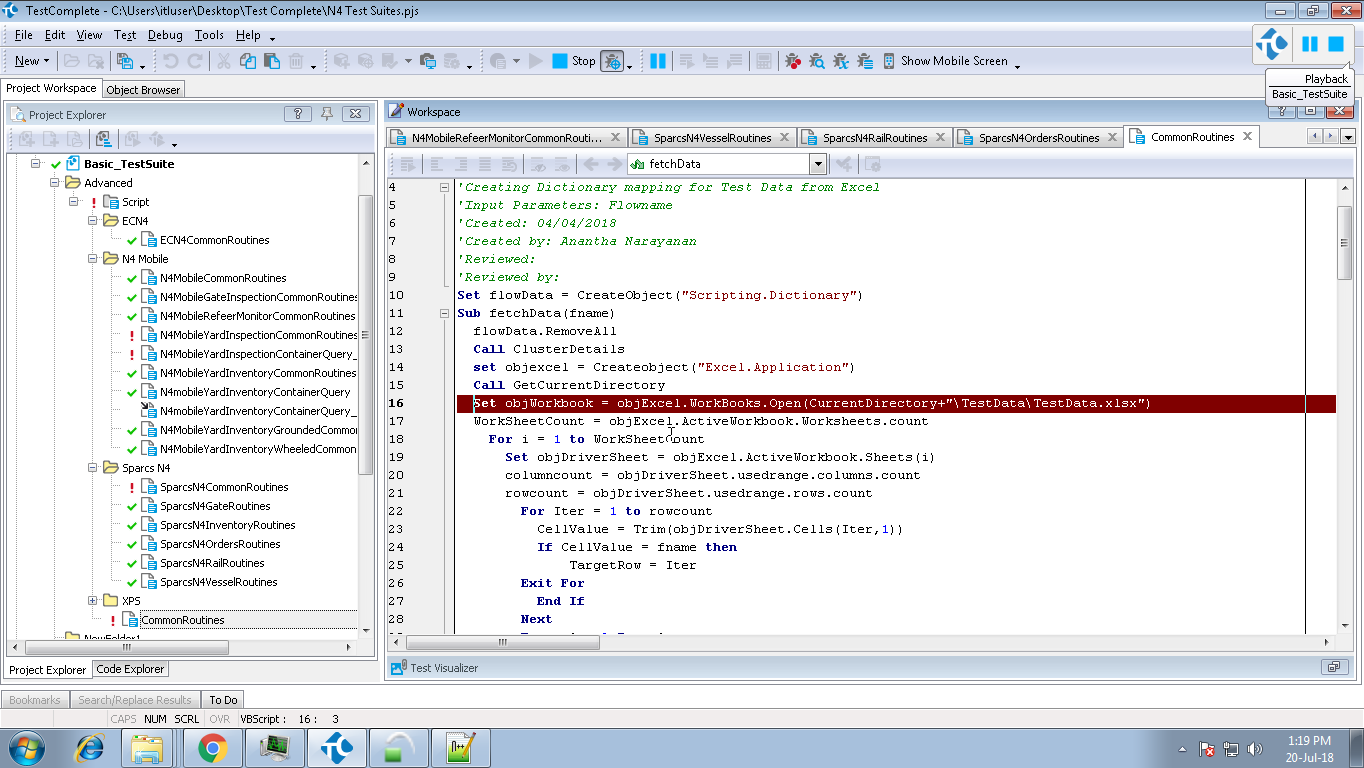 TestComplete - C:\Users\itluser\Desktop\Test Complete\N4 Test Suites.pjs
File Edit View Test Debug Tools Help
New Stop Show Mobile Screen
Playback
Basic_TestSuite
Project Workspace Object Browser
Project Explorer
Basic_TestSuite
Advanced
Script
ECN4
ECN4CommonRoutines
N4 Mobile
N4MobileCommonRoutines
N4MobileGateInspectionCommonRoutines
N4MobileRefeerMonitorCommonRoutines
N4MobileYardInspectionCommonRoutines
N4MobileYardInspectionContainerQuery_
N4MobileYardInventoryCommonRoutines
N4MobileYardInventoryContainerQuery
N4MobileYardInventoryContainerQuery_
N4MobileYardInventoryGroundedCommon
N4MobileYardInventoryWheeledCommon
Sparcs N4
SparcsN4CommonRoutines
SparcsN4GateRoutines
SparcsN4InventoryRoutines
SparcsN4OrdersRoutines
SparcsN4RailRoutines
SparcsN4VesselRoutines
XPS
CommonRoutines
NewFolder1
Project Explorer Code Explorer
Workspace
N4MobileRefeerMonitorCommonRouti... SparcsN4VesselRoutines SparcsN4RailRoutines SparcsN4OrdersRoutines CommonRoutines
fetchData
4 'Creating Dictionary mapping for Test Data from Excel
5 'Input Parameters: Flowname
6 'Created: 04/04/2018
7 'Created by: Anantha Narayanan
8 'Reviewed:
9 'Reviewed by:
10 Set flowData = CreateObject("Scripting.Dictionary")
11 Sub fetchData(fname)
12 flowData.RemoveAll
13 Call ClusterDetails
14 set objexcel = Createobject("Excel.Application")
15 Call GetCurrentDirectory
16 Set objWorkbook = objExcel.WorkBooks.Open(CurrentDirectory+"\TestData\TestData.xlsx")
17 WorkSheetCount = objExcel.ActiveWorkbook.Worksheets.count
18 For i = 1 to WorkSheetCount
19 Set objDriverSheet = objExcel.ActiveWorkbook.Sheets(i)
20 columncount = objDriverSheet.usedrange.columns.count
21 rowcount = objDriverSheet.usedrange.rows.count
22 For Iter = 1 to rowcount
23 CellValue = Trim(objDriverSheet.Cells(Iter,1))
24 If CellValue = fname then
25 TargetRow = Iter
26 Exit For
27 End If
28 Next
Test Visualizer
Bookmarks Search/Replace Results To Do
CAPS NUM SCRL OVR VBScript : 16 : 3
1:19 PM
20-Jul-18